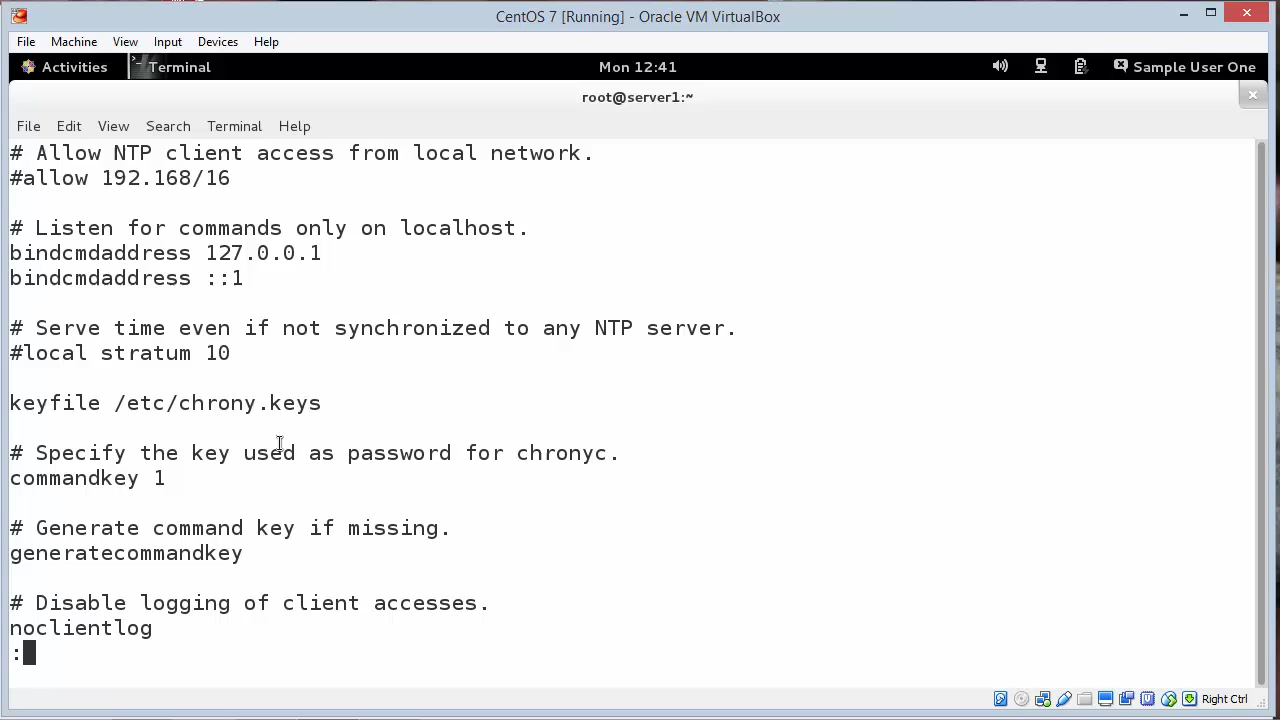 CentOS 7 [Running] - Oracle VM VirtualBox
File Machine View Input Devices Help
Activities Terminal Mon 12:41 Sample User One
root@server1:~
File Edit View Search Terminal Help
# Allow NTP client access from local network.
#allow 192.168/16
# Listen for commands only on localhost.
bindcmdaddress 127.0.0.1
bindcmdaddress ::1
# Serve time even if not synchronized to any NTP server.
#local stratum 10
keyfile /etc/chrony.keys
# Specify the key used as password for chronyc.
commandkey 1
# Generate command key if missing.
generatecommandkey
# Disable logging of client accesses.
noclientlog
:
Right Ctrl